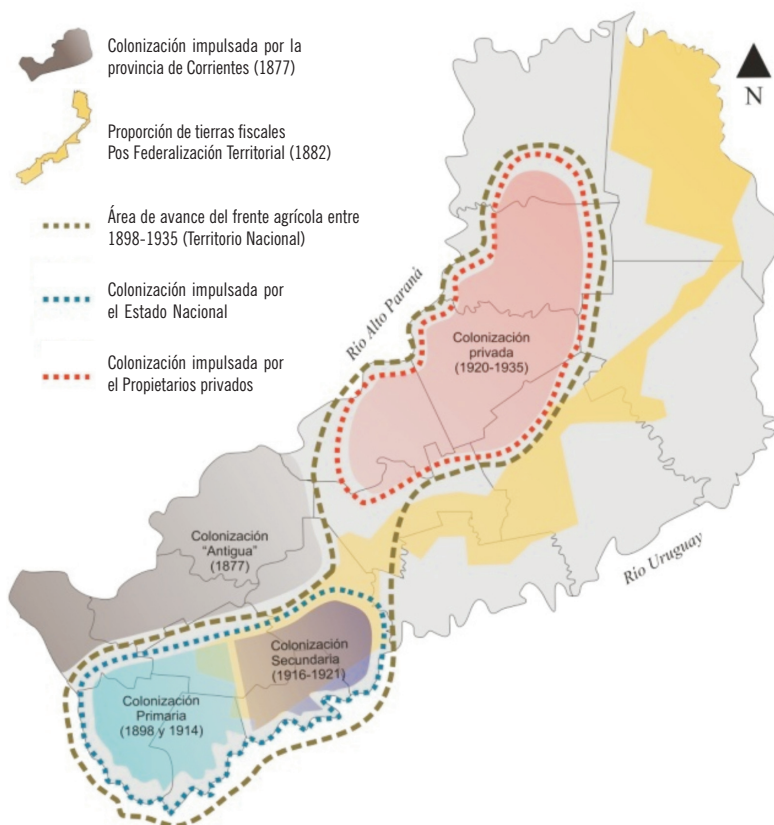 Colonización impulsada por la
provincia de Corrientes (1877)
Proporción de tierras fiscales
Pos Federalización Territorial (1882)
Área de avance del frente agrícola entre
1898-1935 (Territorio Nacional)
Colonización impulsada por
el Estado Nacional
Colonización impulsada por
el Propietarios privados
N
Río Alto Paraná
Colonización
privada
(1920-1935)
Colonización
"Antigua"
(1877)
Río Uruguay
Colonización
Secundaria
(1916-1921)
Colonización
Primaria
(1898 y 1914)